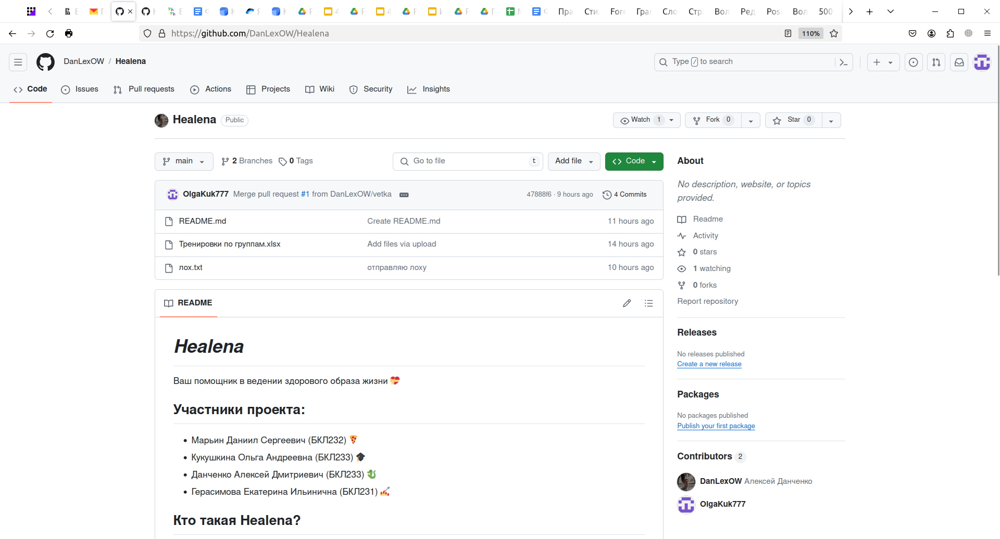 Пра
Сти
Fore
Гра
Сло
Стр
Вол
Ред
Pos
Вол
500
https://github.com/DanLexOW/Healena
110%
DanLexOW / Healena
Type / to search
Code
Issues
Pull requests
Actions
Projects
Wiki
Security
Insights
Healena Public
Watch 1
Fork 0
Star 0
main
2 Branches
0 Tags
Go to file t
Add file
Code
OlgaKuk777 Merge pull request #1 from DanLexOW/vetka
47888f6 · 9 hours ago
4 Commits
README.md Create README.md 11 hours ago
Тренировки по группам.xlsx Add files via upload 14 hours ago
лох.txt отправляю лоху 10 hours ago
README
Healena
Ваш помощник в ведении здорового образа жизни 💝
Участники проекта:
• Марьин Даниил Сергеевич (БКЛ232) 🍕
• Кукушкина Ольга Андреевна (БКЛ233) 🎓
• Данченко Алексей Дмитриевич (БКЛ233) 🐉
• Герасимова Екатерина Ильинична (БКЛ231) 💅
Кто такая Healena?
About
No description, website, or topics
provided.
Readme
Activity
0 stars
1 watching
0 forks
Report repository
Releases
No releases published
Create a new release
Packages
No packages published
Publish your first package
Contributors 2
DanLexOW Алексей Данченко
OlgaKuk777